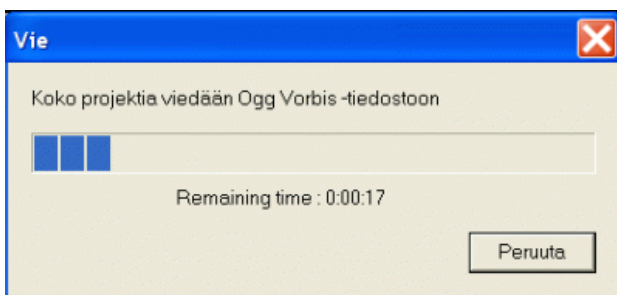 Vie
Koko projektia viedään Ogg Vorbis -tiedostoon
Remaining time : 0:00:17
Peruuta